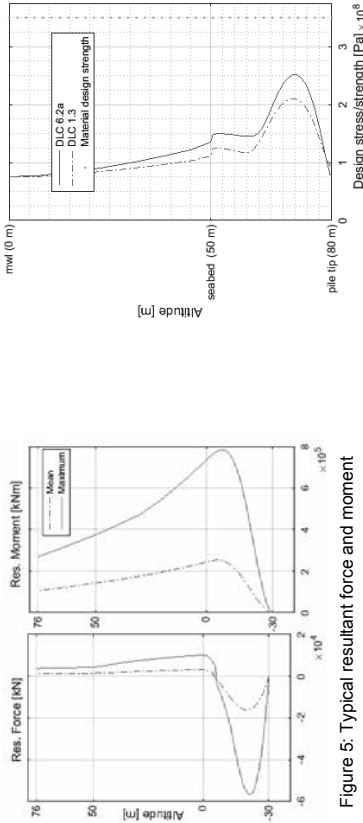 Res. Force [kN]
Altitude [m]
76
50
0
-30
-6
-4
-2
0
2
×10⁴
Res. Moment [kNm]
Mean
Maximum
76
50
0
-30
0
2
4
6
8
×10⁵
Figure 5: Typical resultant force and moment
Altitude [m]
mwl (0 m)
seabed (50 m)
pile tip (80 m)
DLC 6.2a
DLC 1.3
Material design strength
0
1
2
3
Design stress/strength [Pa]
×10⁸